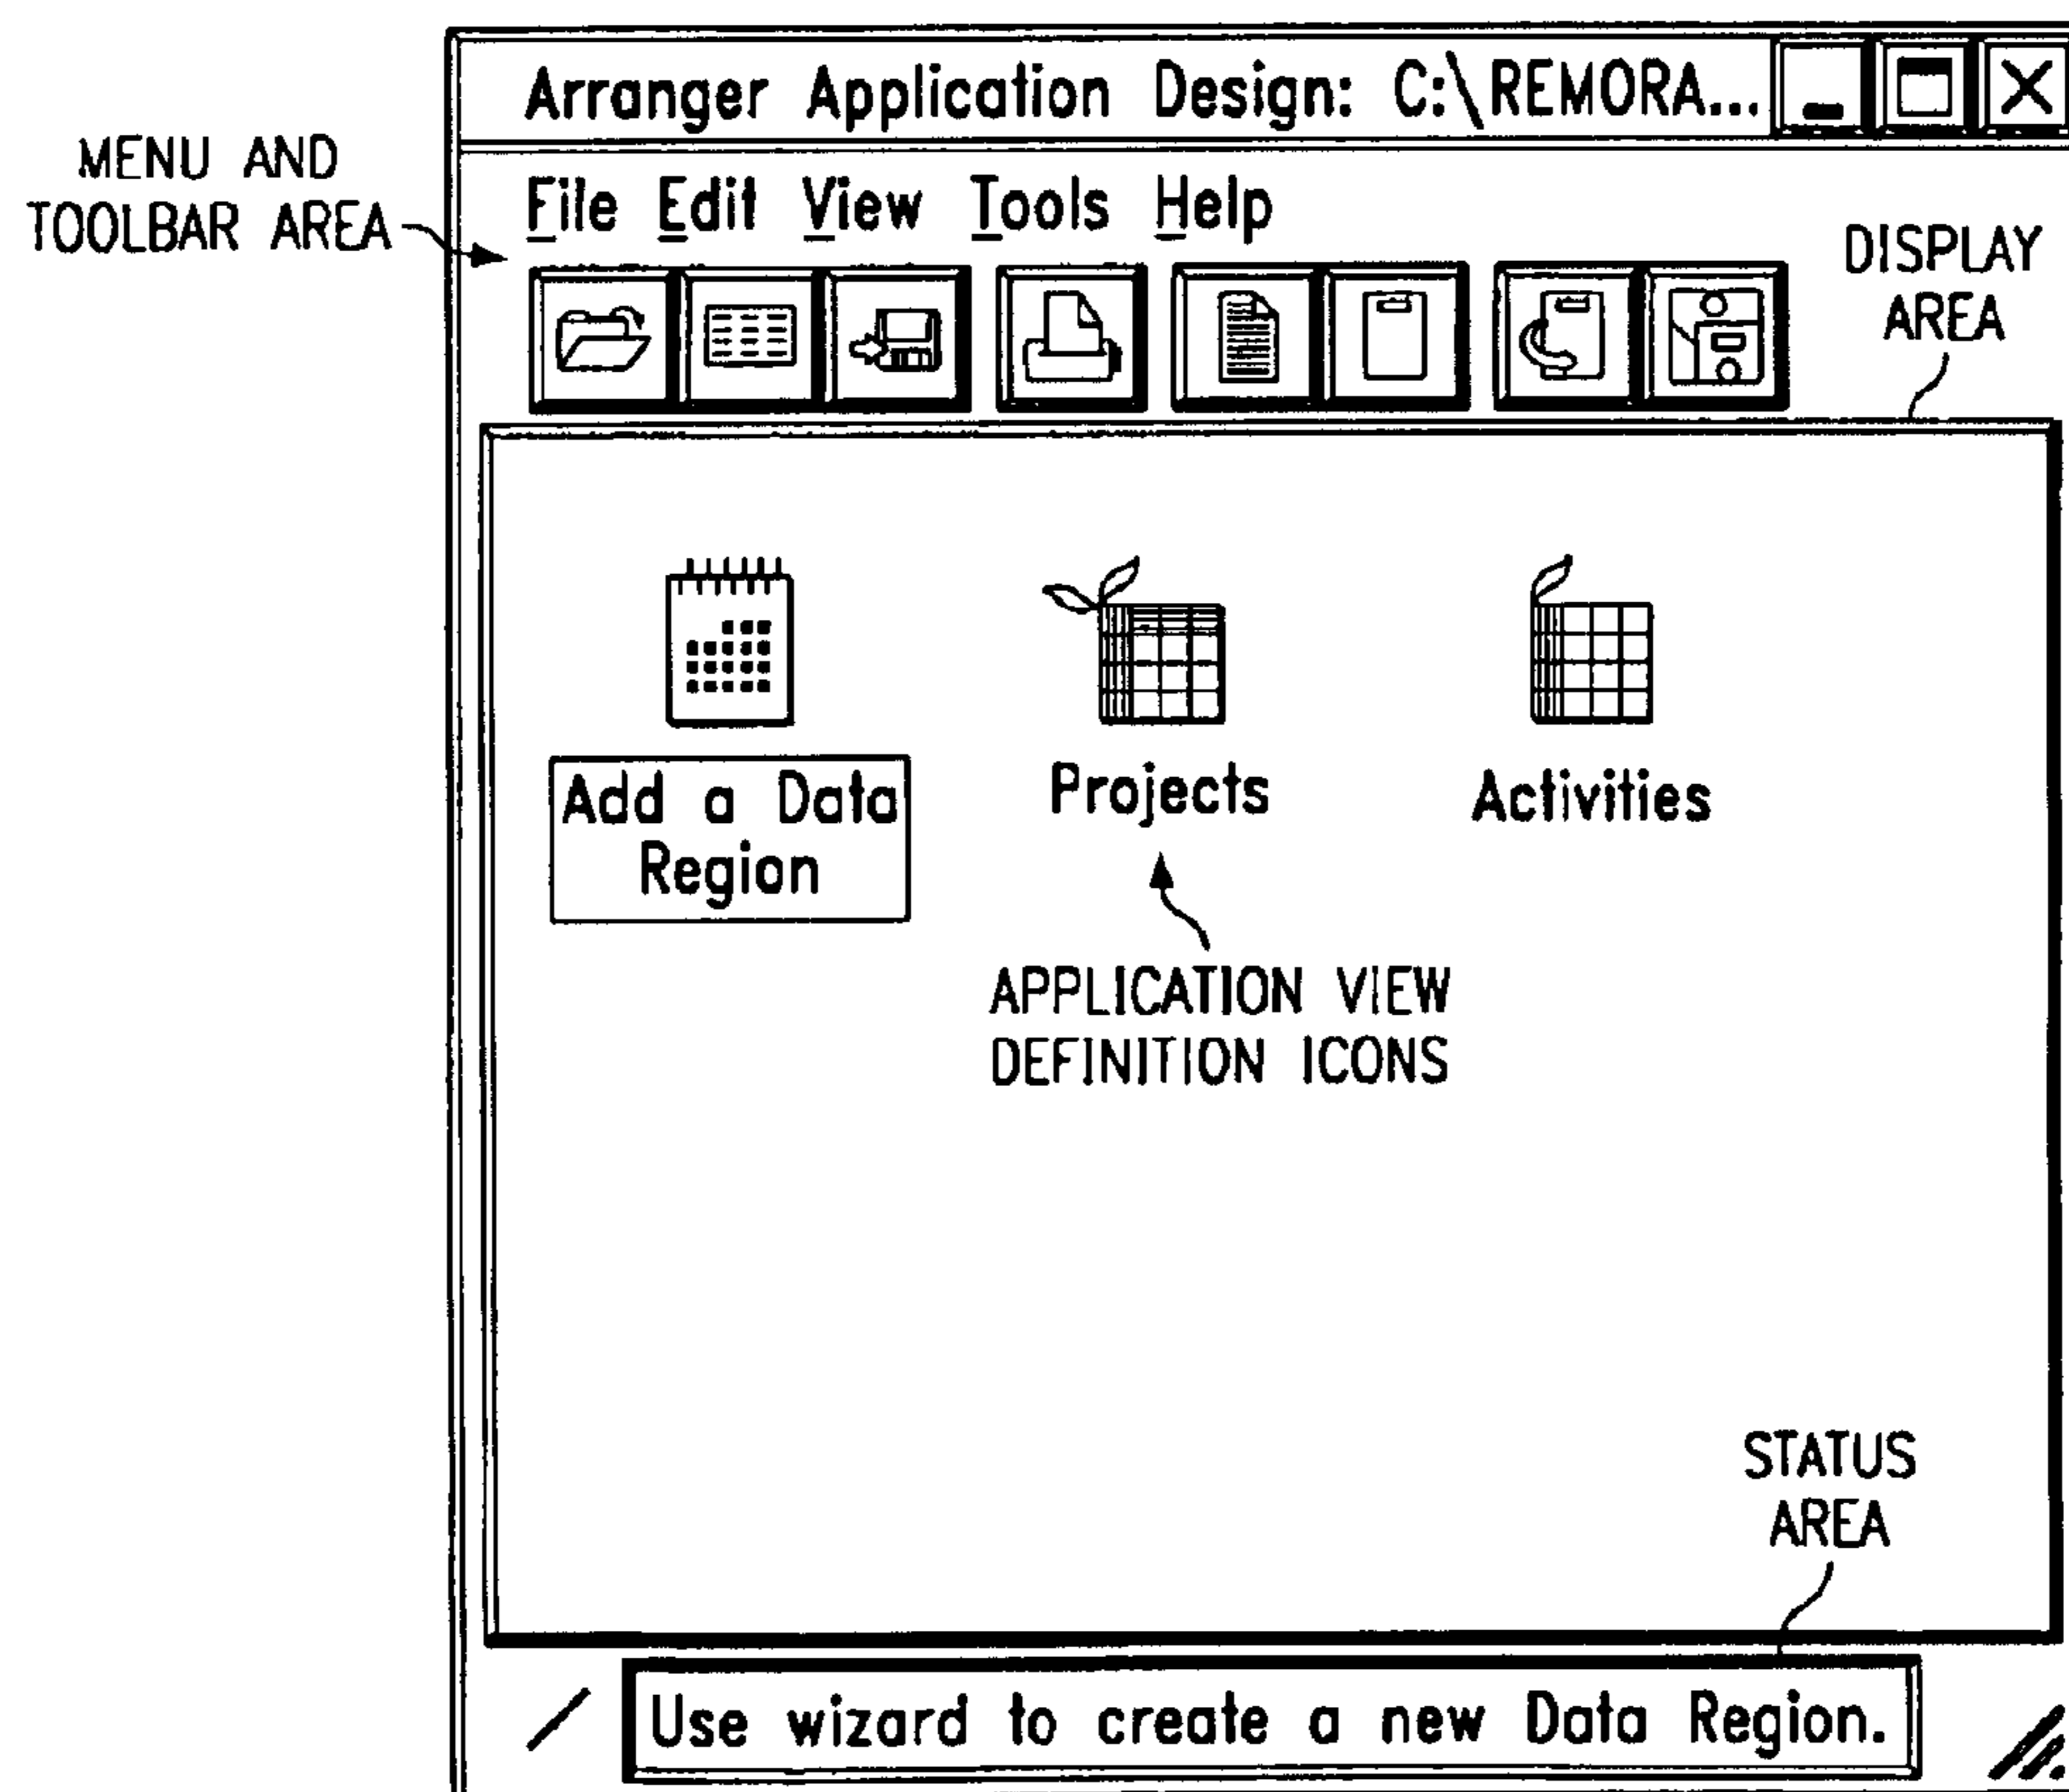 Arranger Application Design: C:\REMORA...
MENU AND
TOOLBAR AREA
File Edit View Tools Help
DISPLAY
AREA
Add a Data
Region
Projects
Activities
APPLICATION VIEW
DEFINITION ICONS
STATUS
AREA
Use wizard to create a new Data Region.